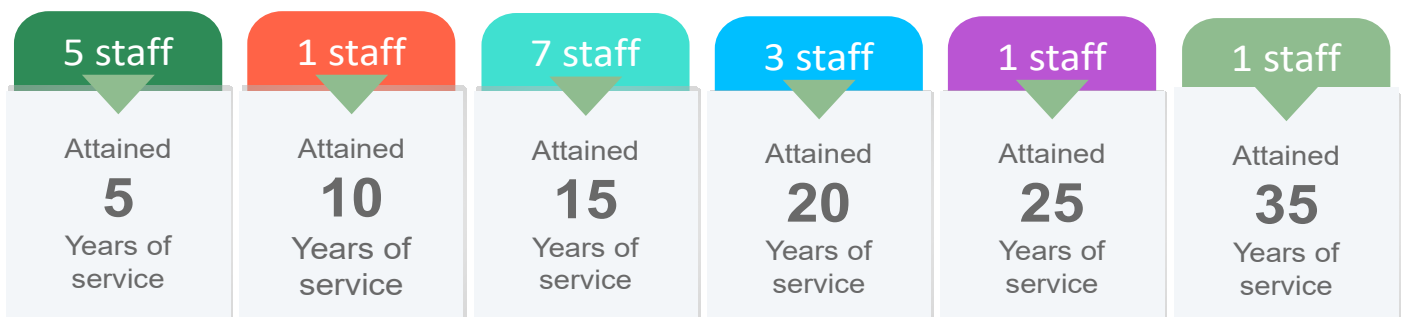 5 staff
Attained
5
Years of
service
1 staff
Attained
10
Years of
service
7 staff
Attained
15
Years of
service
3 staff
Attained
20
Years of
service
1 staff
Attained
25
Years of
service
1 staff
Attained
35
Years of
service